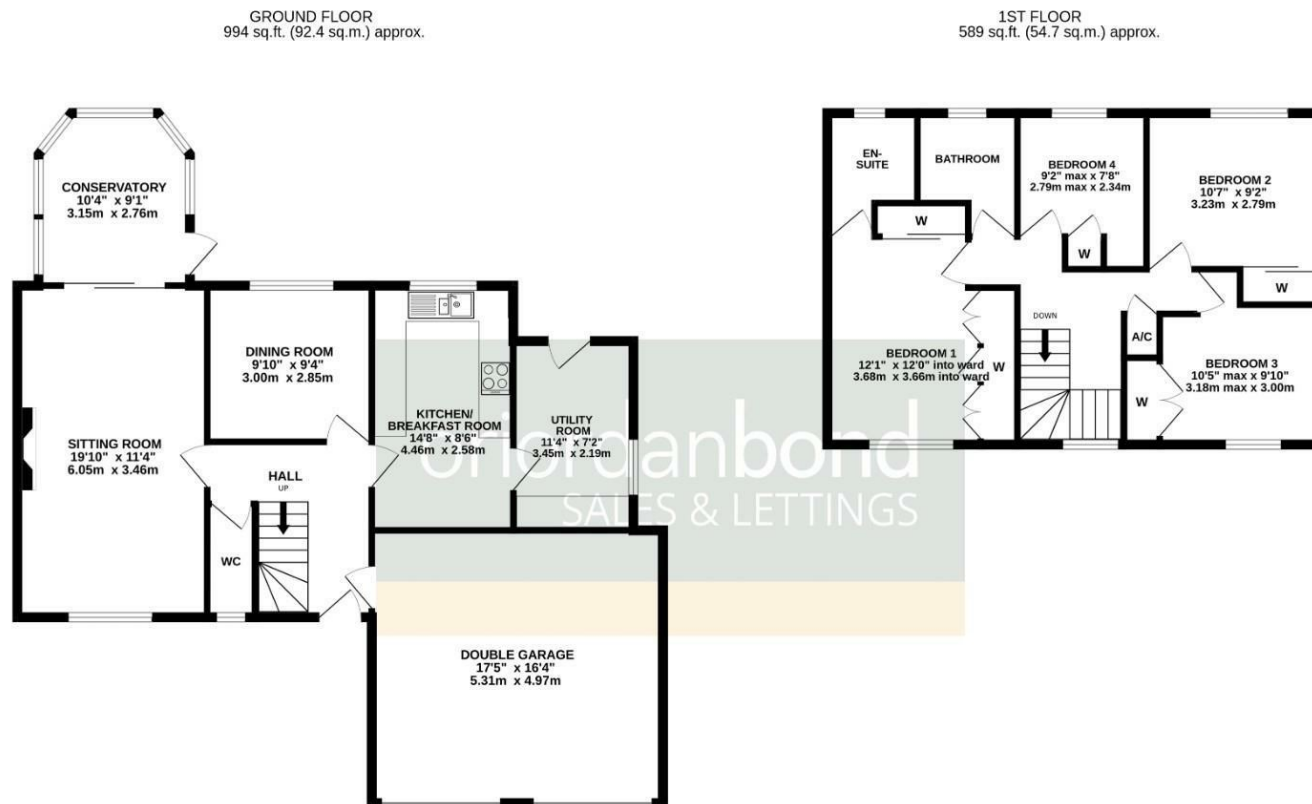 GROUND FLOOR
994 sq.ft. (92.4 sq.m.) approx.
1ST FLOOR
589 sq.ft. (54.7 sq.m.) approx.
CONSERVATORY
10'4" x 9'1"
3.15m x 2.76m
DINING ROOM
9'10" x 9'4"
3.00m x 2.85m
SITTING ROOM
19'10" x 11'4"
6.05m x 3.46m
HALL
UP
WC
KITCHEN/
BREAKFAST ROOM
14'8" x 8'6"
4.46m x 2.58m
UTILITY
ROOM
11'4" x 7'2"
3.45m x 2.19m
DOUBLE GARAGE
17'5" x 16'4"
5.31m x 4.97m
oriordanbond
SALES & LETTINGS
EN-
SUITE
BATHROOM
BEDROOM 4
9'2" max x 7'8"
2.79m max x 2.34m
BEDROOM 2
10'7" x 9'2"
3.23m x 2.79m
W
W
W
DOWN
A/C
BEDROOM 1
12'1" x 12'0" into ward
3.68m x 3.66m into ward
W
W
BEDROOM 3
10'5" max x 9'10"
3.18m max x 3.00m